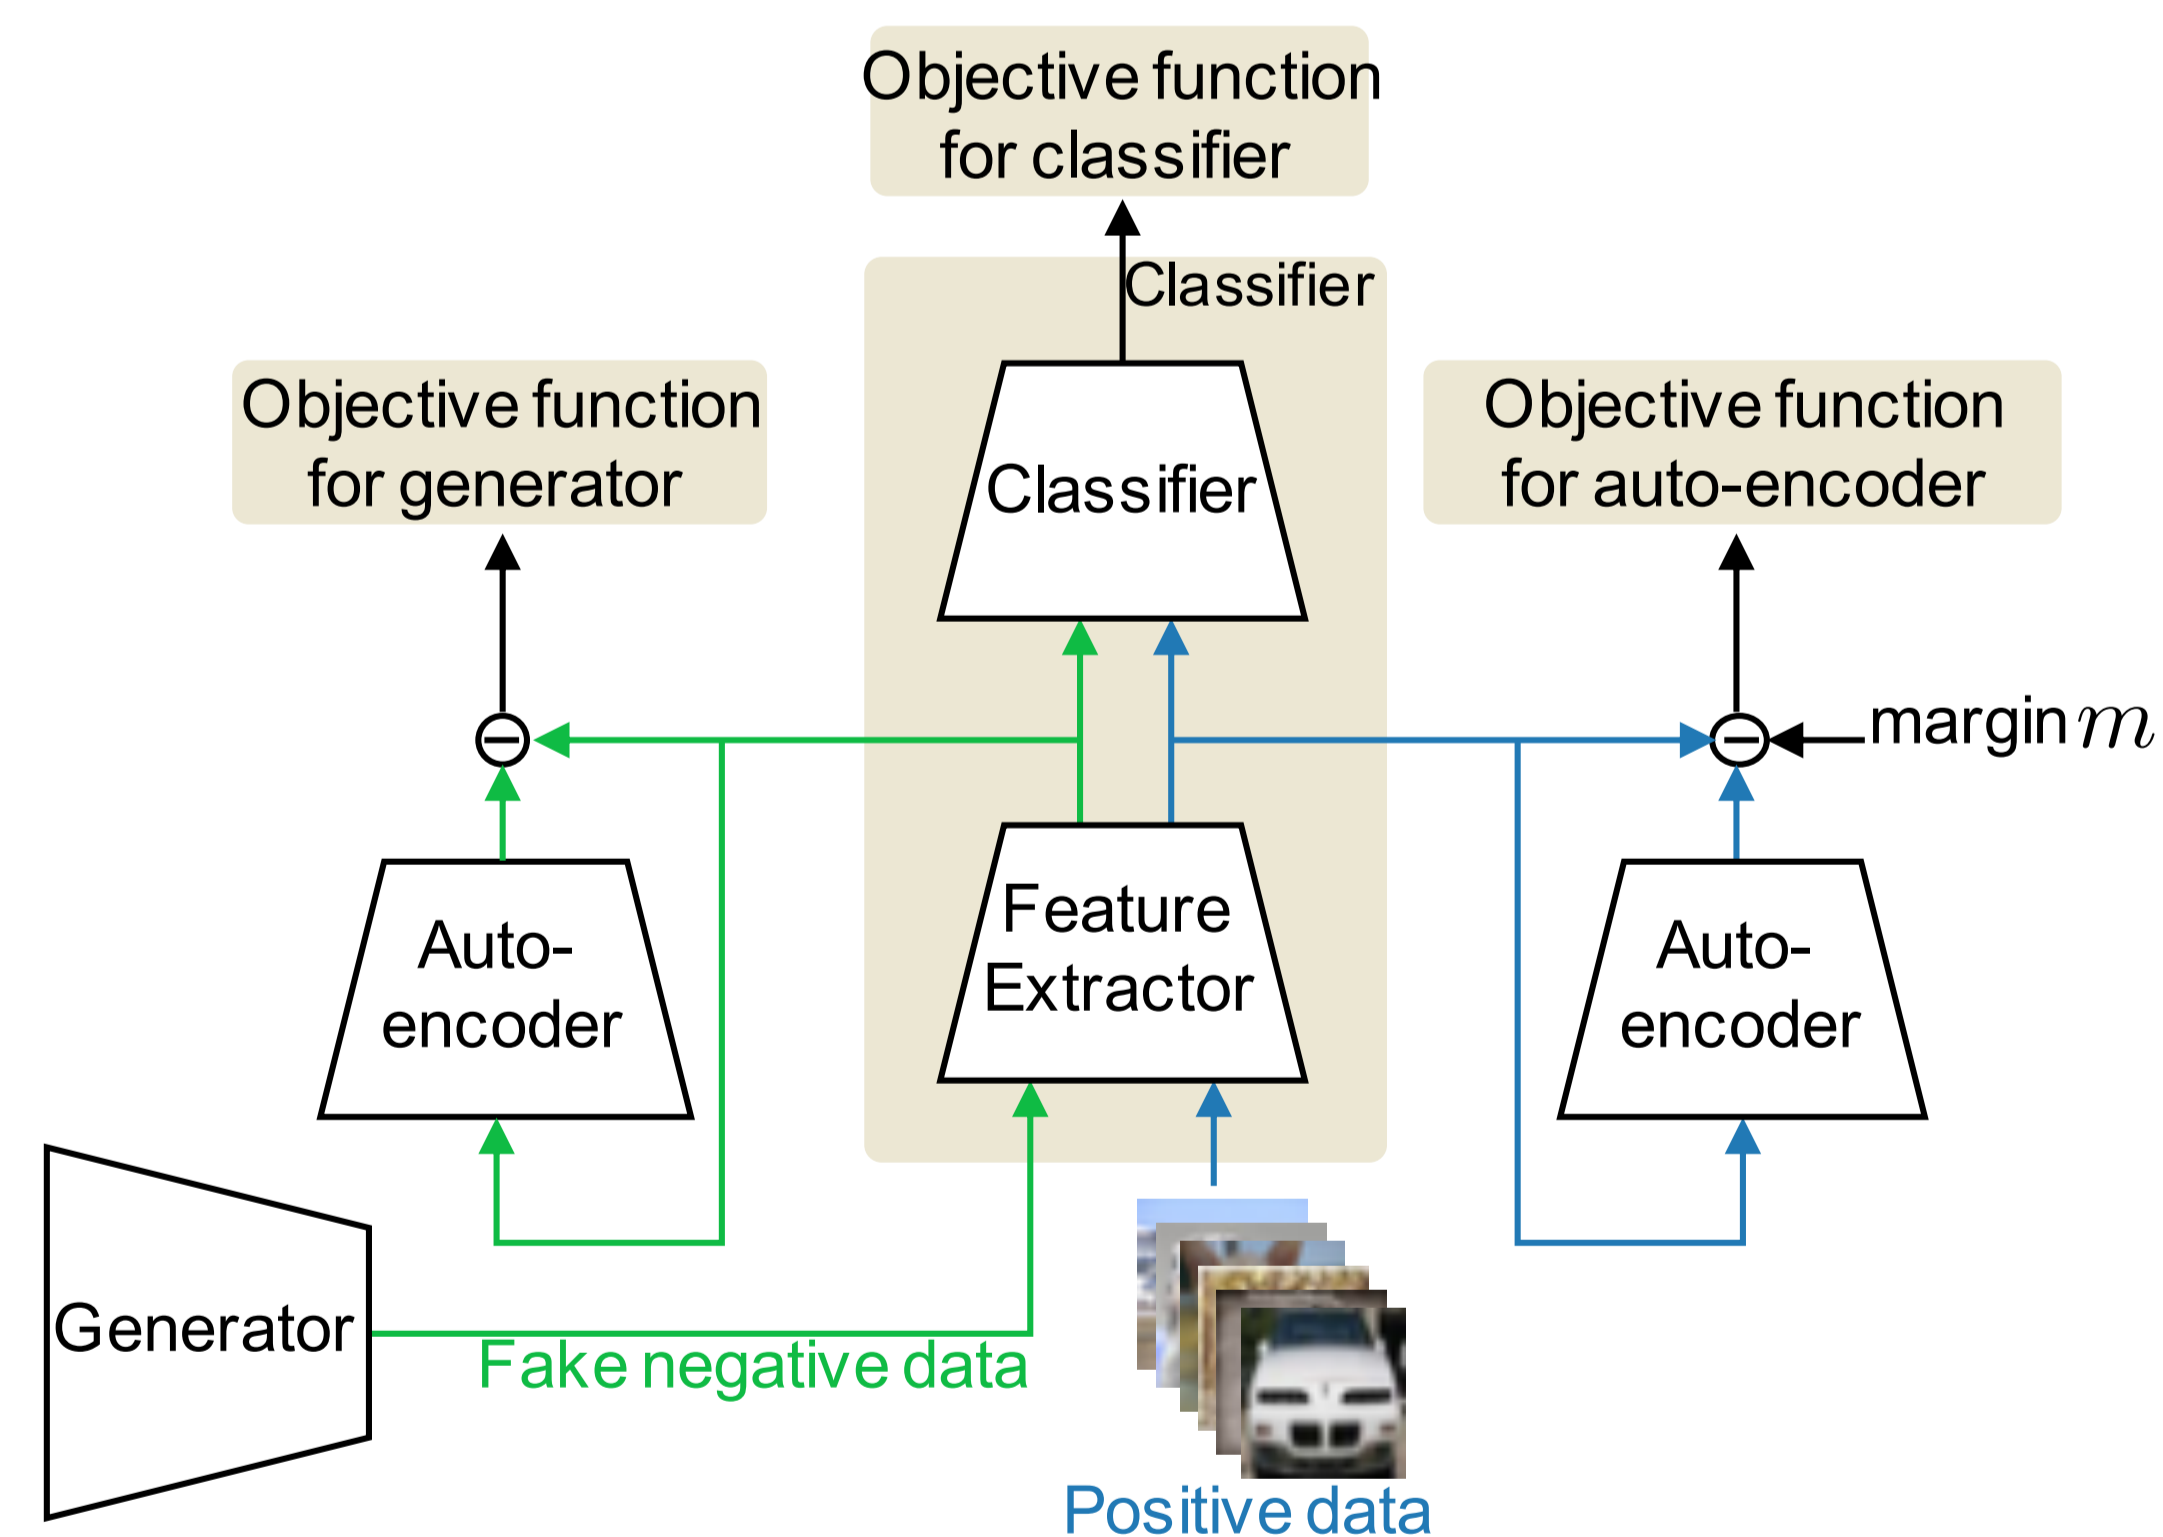 Objective function
for classifier
Classifier
Objective function
for generator
Classifier
Objective function
for auto-encoder
margin m
Auto-
encoder
Feature
Extractor
Auto-
encoder
Generator
Fake negative data
Positive data